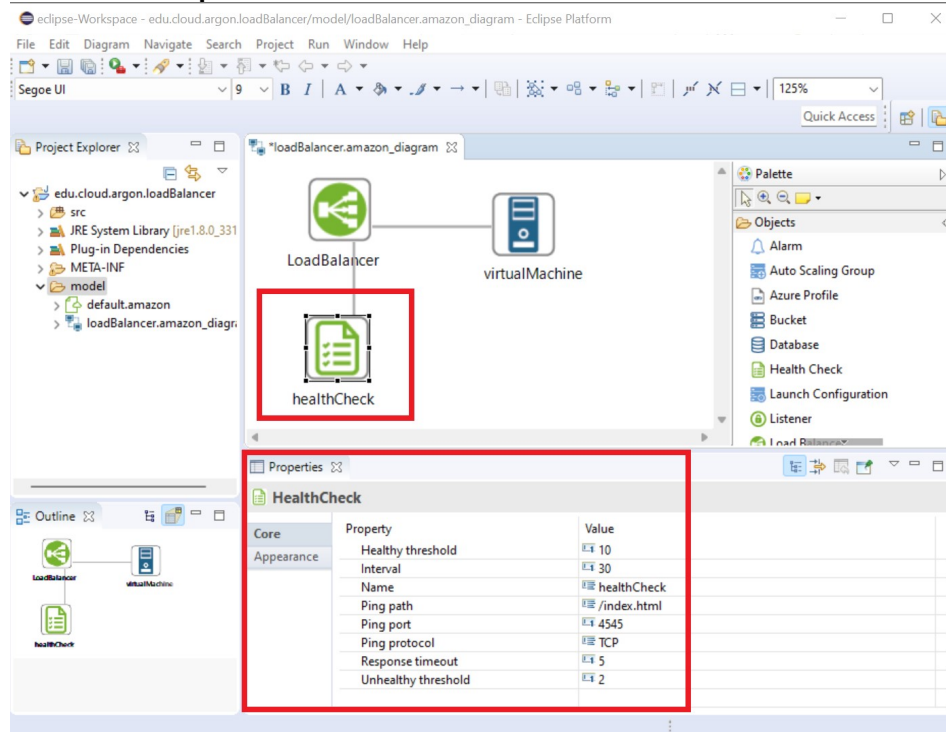 eclipse-Workspace - edu.cloud.argon.loadBalancer/model/loadBalancer.amazon_diagram - Eclipse Platform
File Edit Diagram Navigate Search Project Run Window Help
Segoe UI 9 B I A 125%
Quick Access
Project Explorer
edu.cloud.argon.loadBalancer
src
JRE System Library [jre1.8.0_331
Plug-in Dependencies
META-INF
model
default.amazon
loadBalancer.amazon_diagra
*loadBalancer.amazon_diagram
LoadBalancer
virtualMachine
healthCheck
Palette
Objects
Alarm
Auto Scaling Group
Azure Profile
Bucket
Database
Health Check
Launch Configuration
Listener
Load Balancer
Outline
LoadBalancer
virtualMachine
healthCheck
Properties
HealthCheck
Core
Appearance
Property Value
Healthy threshold 10
Interval 30
Name healthCheck
Ping path /index.html
Ping port 4545
Ping protocol TCP
Response timeout 5
Unhealthy threshold 2